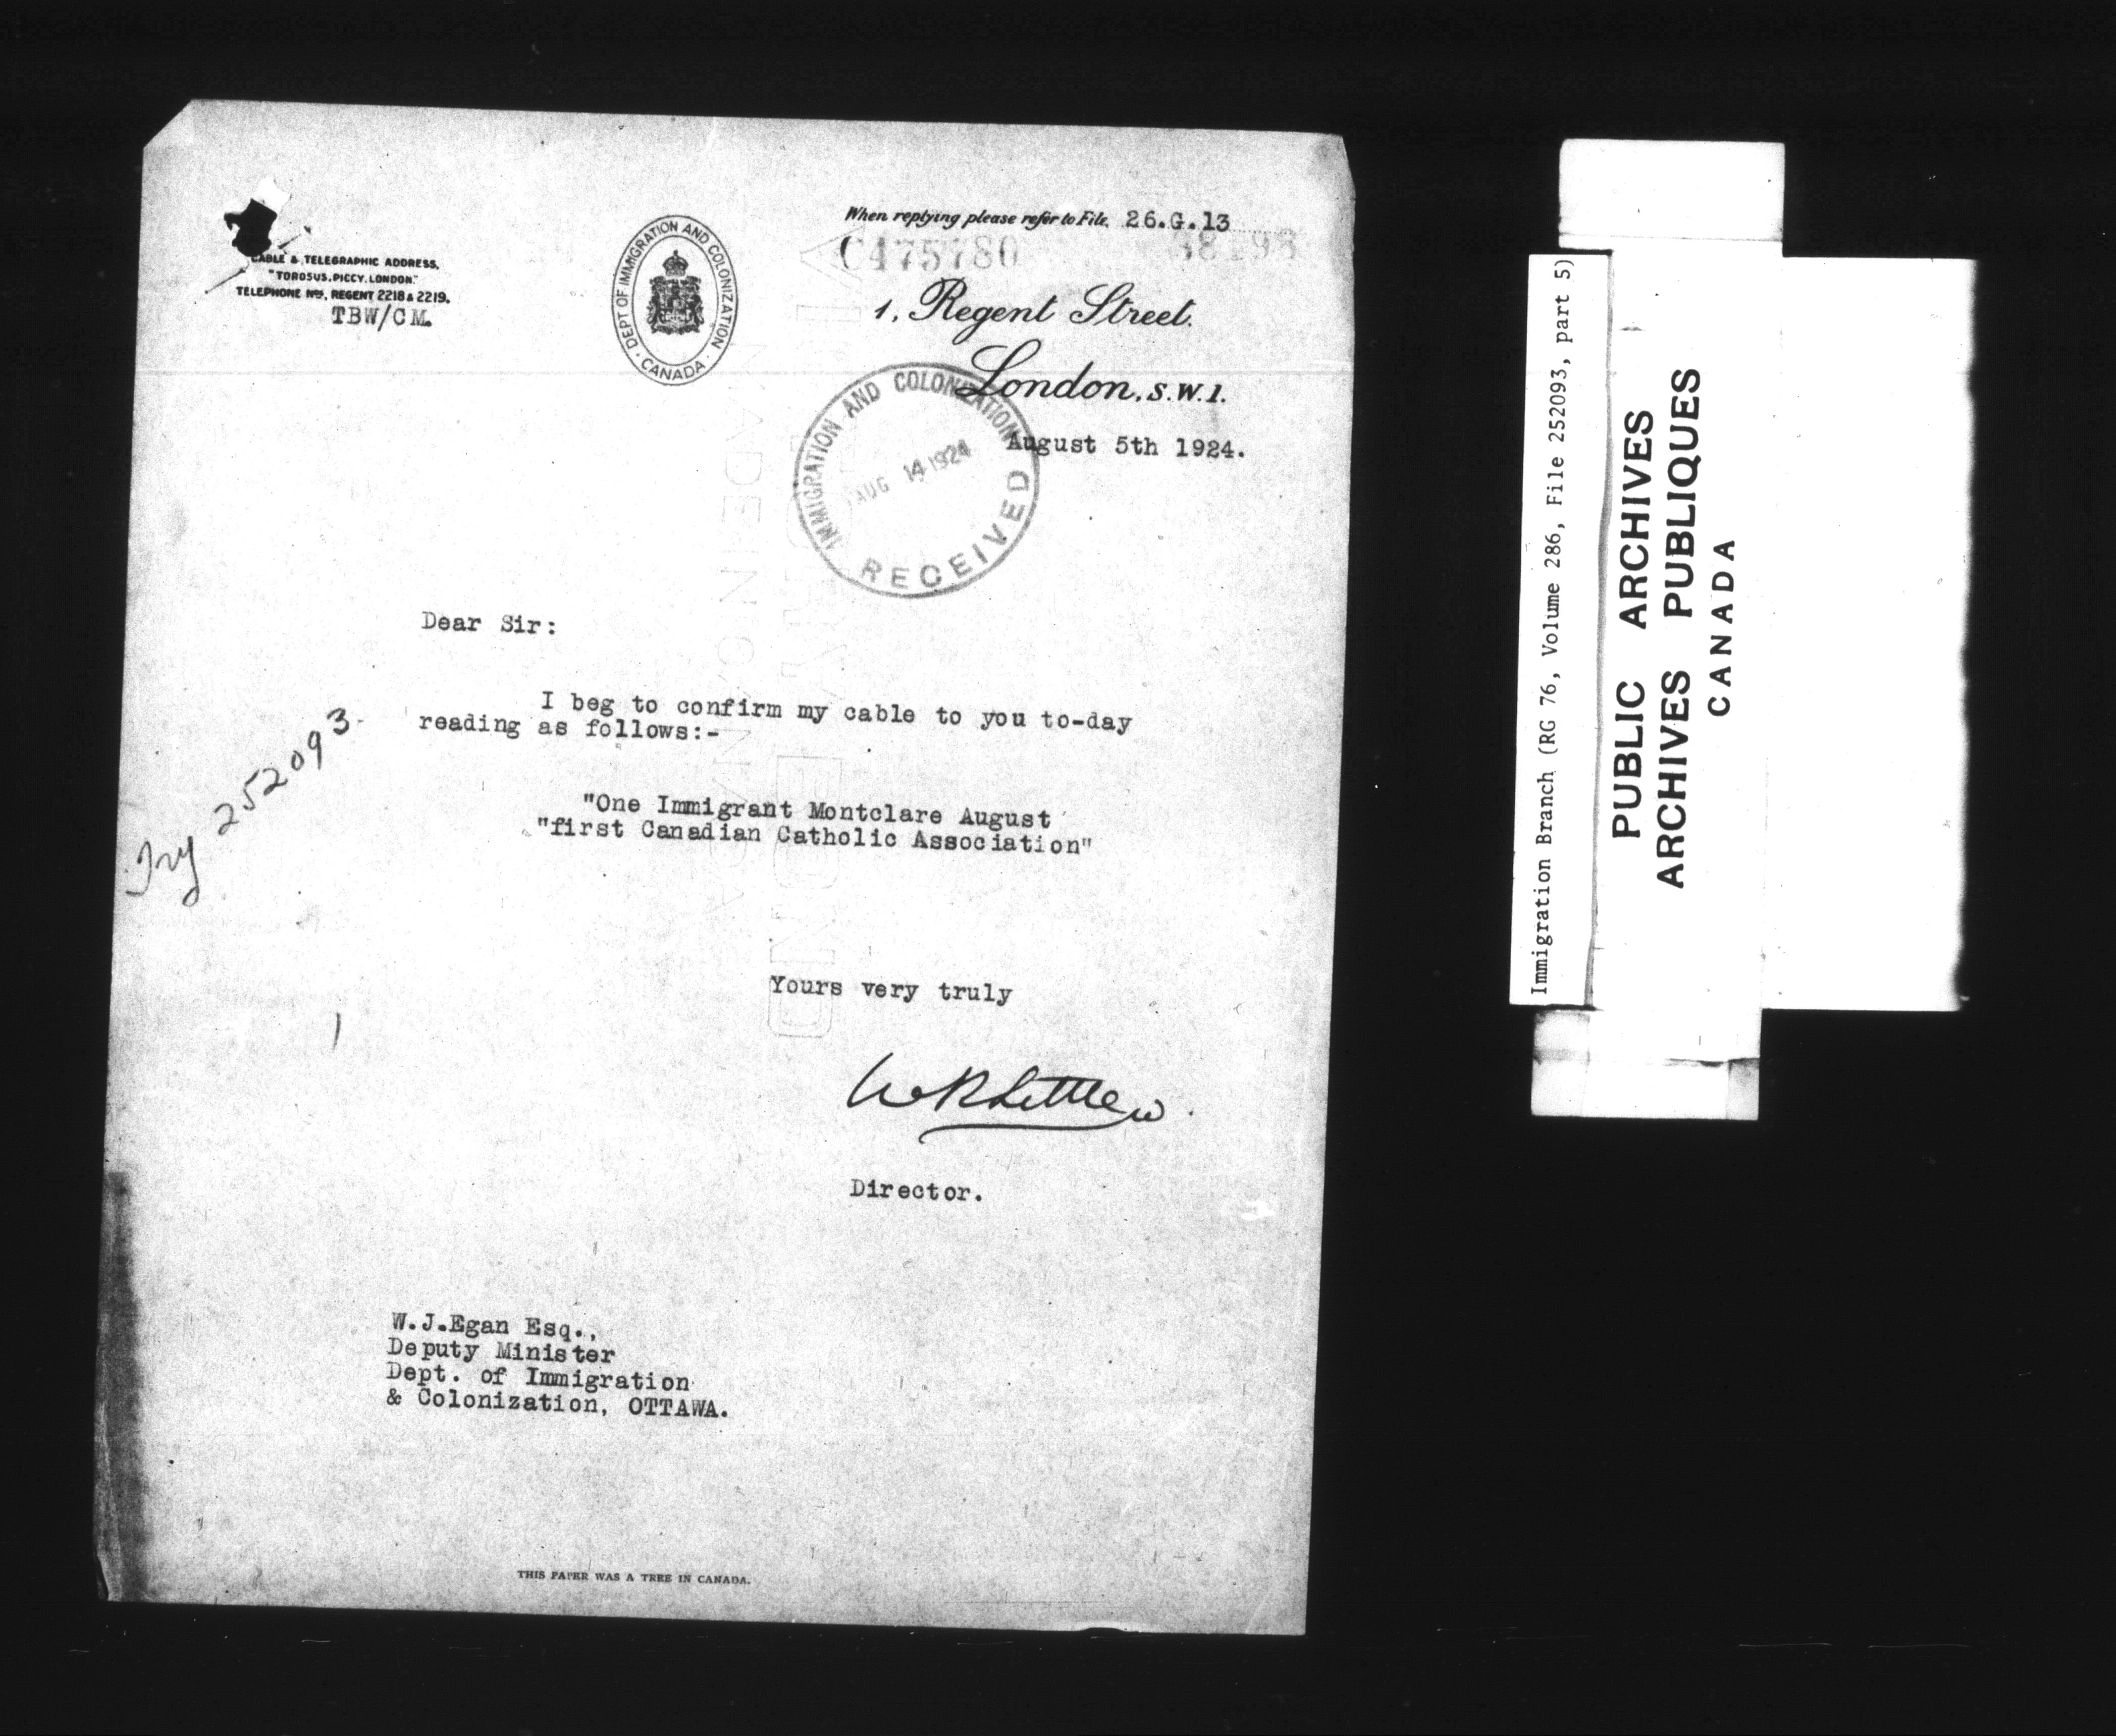 When replying please refer to File. 26.G.13
C475780
CABLE & TELEGRAPHIC ADDRESS,
"TOROSUS, PICCY, LONDON."
TELEPHONE Nos, REGENT 2218 & 2219.
TBW/CM.
DEPT OF IMMIGRATION AND COLONIZATION
· CANADA ·
1, Regent Street.
London, S.W.1.
August 5th 1924.
IMMIGRATION AND COLONIZATION
AUG 14 1924
RECEIVED
Dear Sir:
I beg to confirm my cable to you to-day
reading as follows:-
Try 252093
"One Immigrant Montclare August
"first Canadian Catholic Association"
Yours very truly
Director.
W.J.Egan Esq.,
Deputy Minister
Dept. of Immigration
& Colonization, OTTAWA.
THIS PAPER WAS A TREE IN CANADA.
Immigration Branch (RG 76, Volume 286, File 252093, part 5)
PUBLIC ARCHIVES
ARCHIVES PUBLIQUES
CANADA